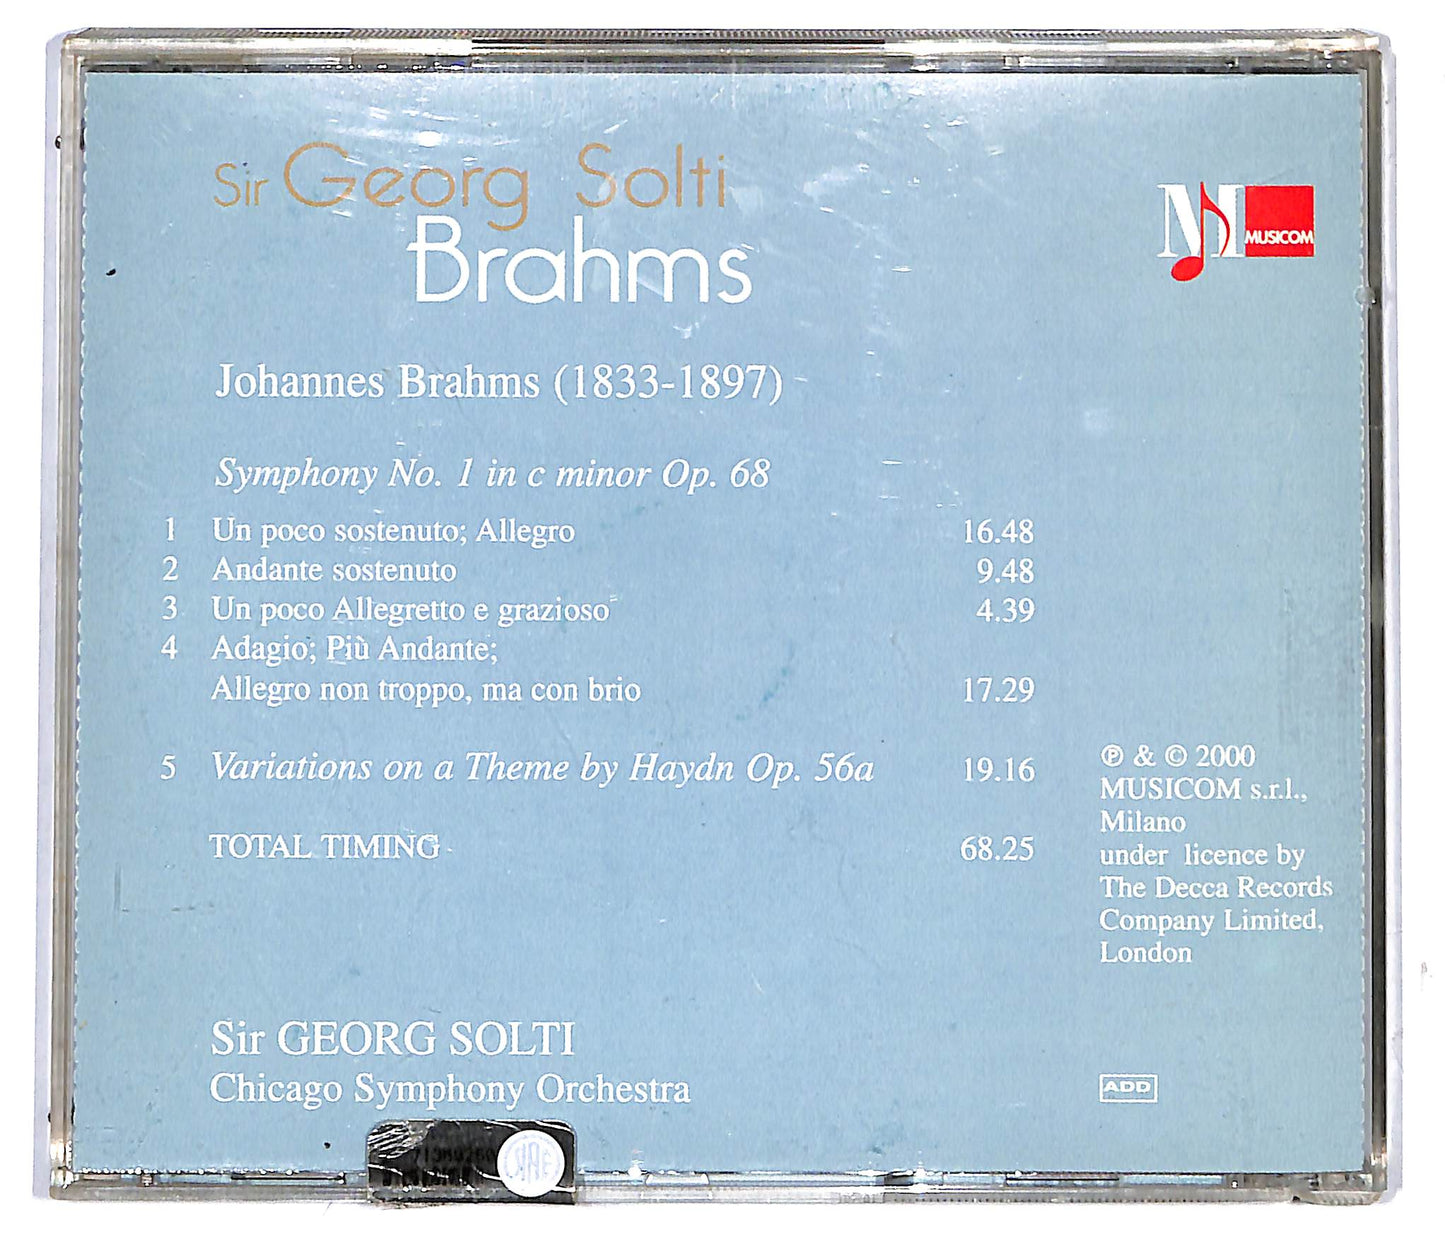 Sir Georg Solti
Brahms
M MUSICOM
Johannes Brahms (1833-1897)
Symphony No. 1 in c minor Op. 68
1 Un poco sostenuto; Allegro 16.48
2 Andante sostenuto 9.48
3 Un poco Allegretto e grazioso 4.39
4 Adagio; Più Andante;
Allegro non troppo, ma con brio 17.29
5 Variations on a Theme by Haydn Op. 56a 19.16
TOTAL TIMING 68.25
℗ & © 2000
MUSICOM s.r.l.,
Milano
under licence by
The Decca Records
Company Limited,
London
Sir GEORG SOLTI
Chicago Symphony Orchestra
ADD